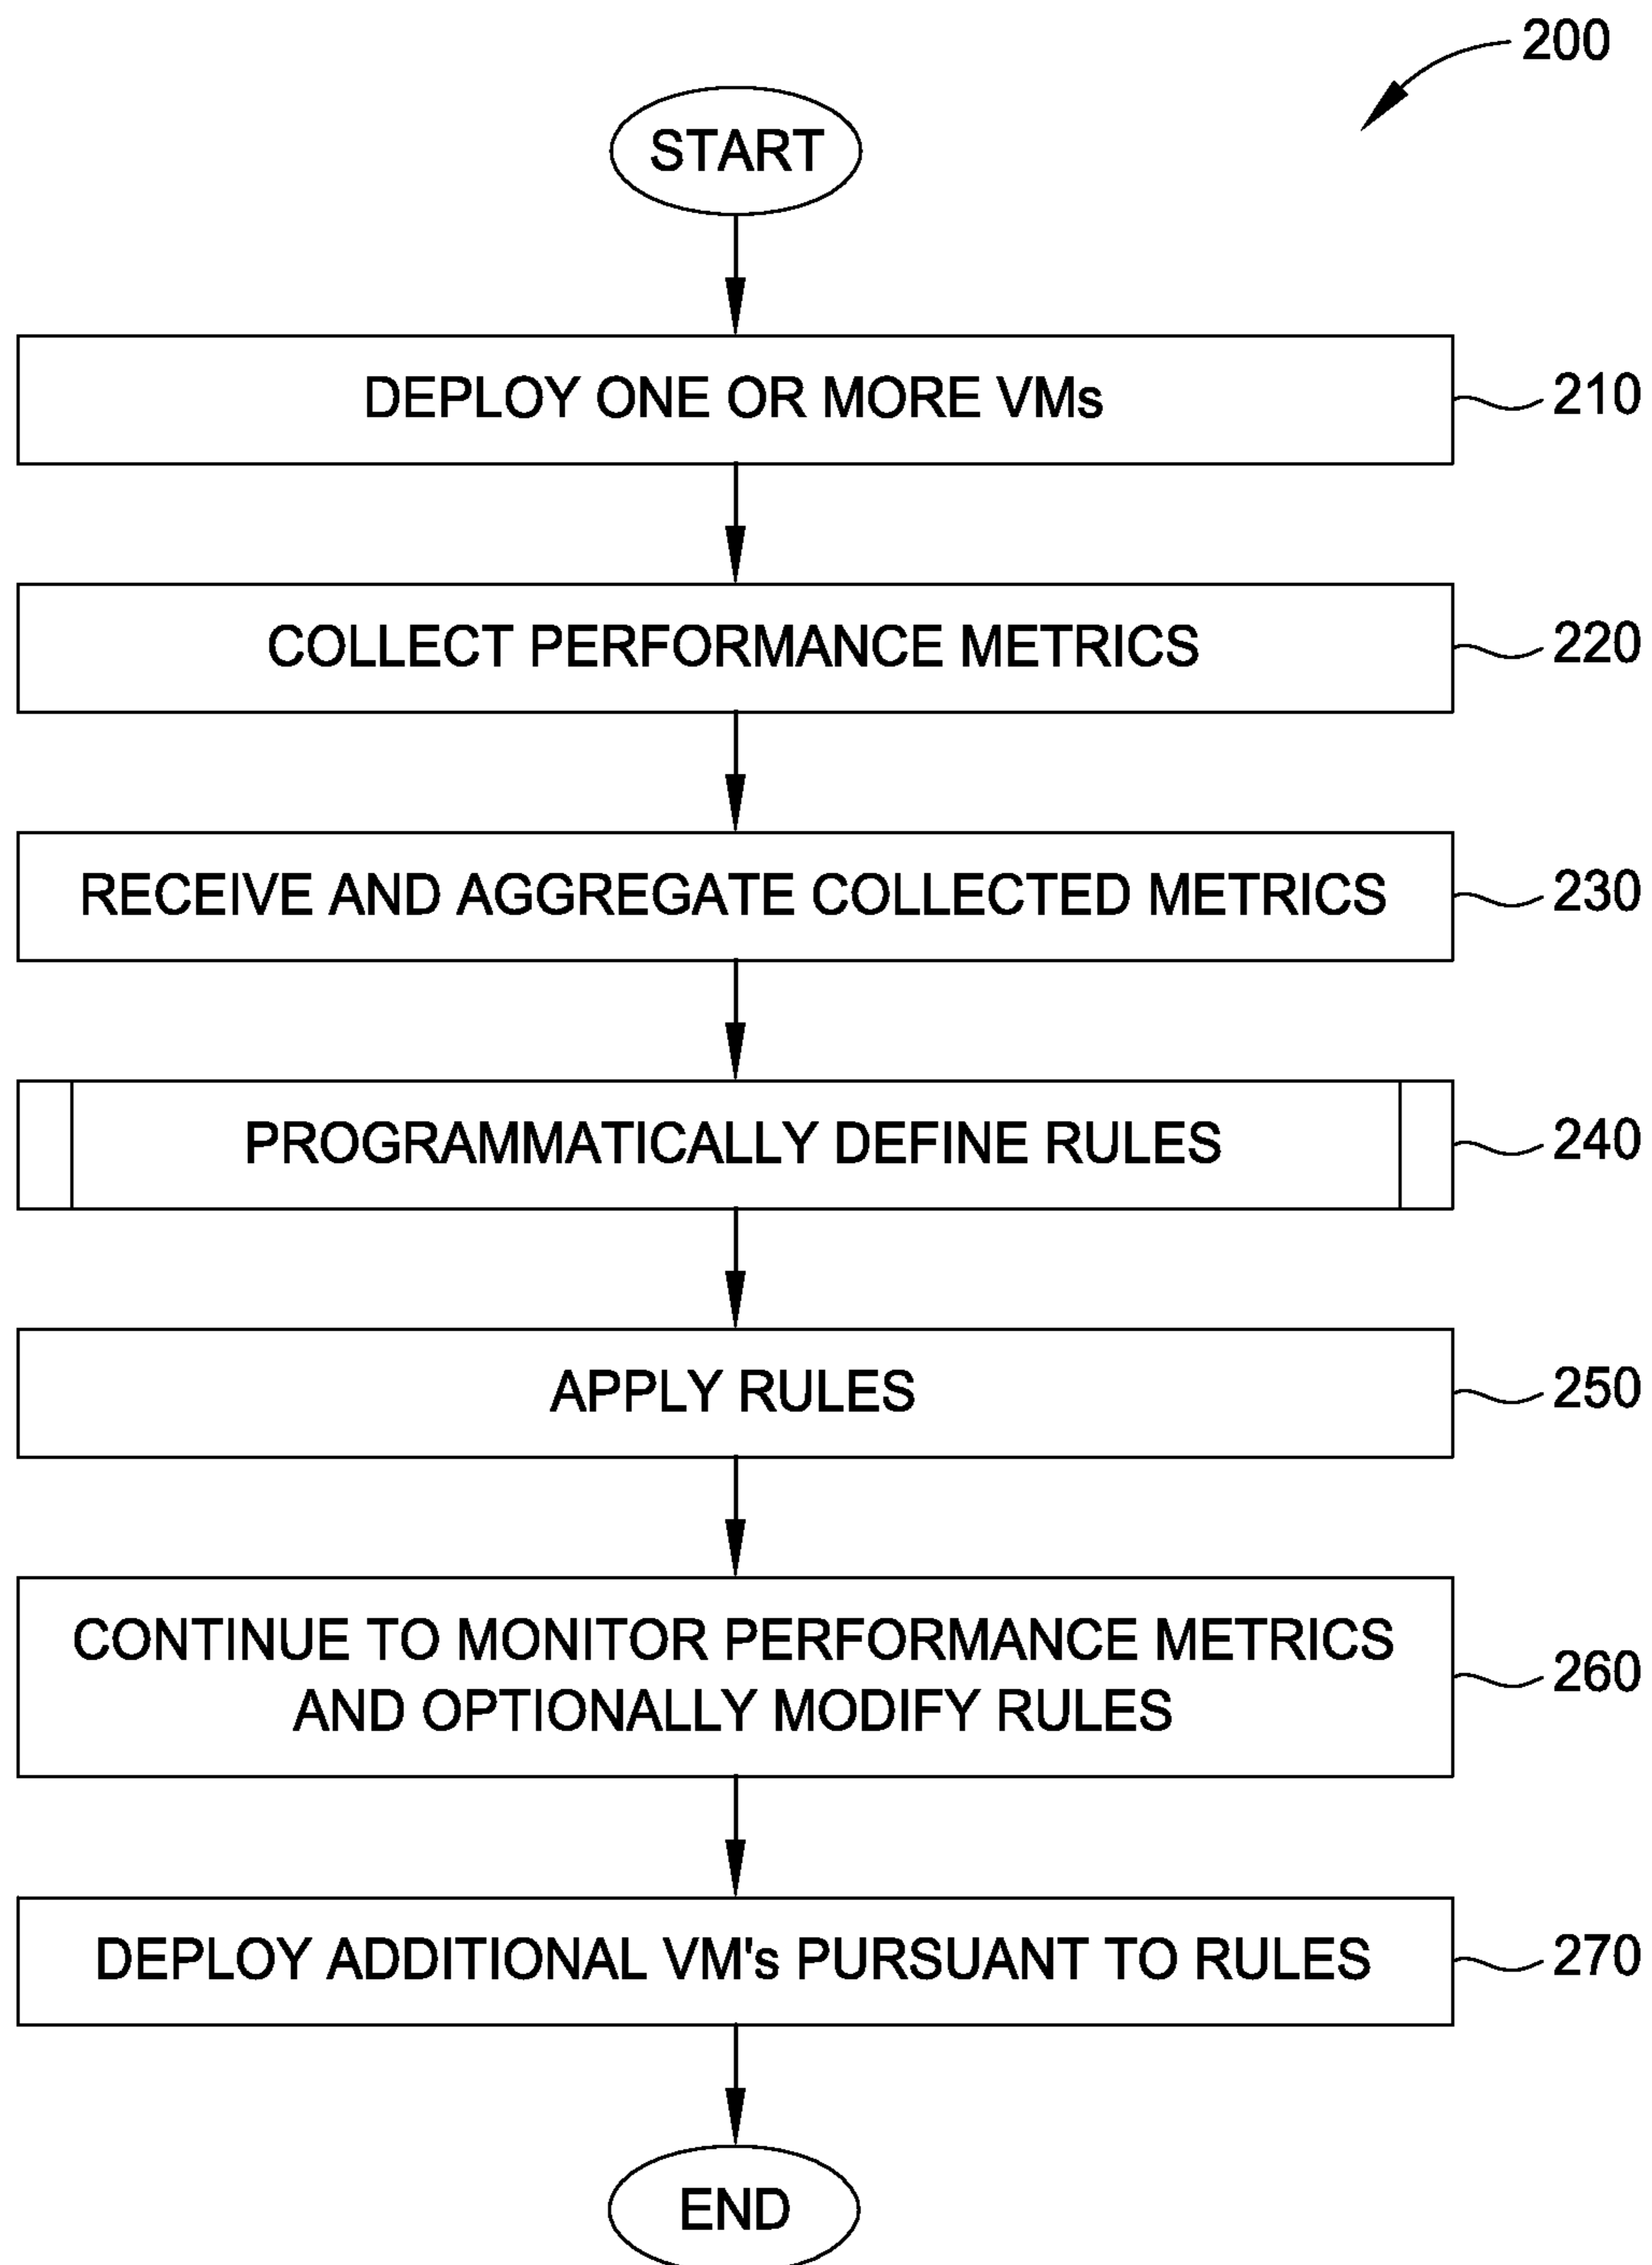 200
START
DEPLOY ONE OR MORE VMs
210
COLLECT PERFORMANCE METRICS
220
RECEIVE AND AGGREGATE COLLECTED METRICS
230
PROGRAMMATICALLY DEFINE RULES
240
APPLY RULES
250
CONTINUE TO MONITOR PERFORMANCE METRICS
AND OPTIONALLY MODIFY RULES
260
DEPLOY ADDITIONAL VM's PURSUANT TO RULES
270
END